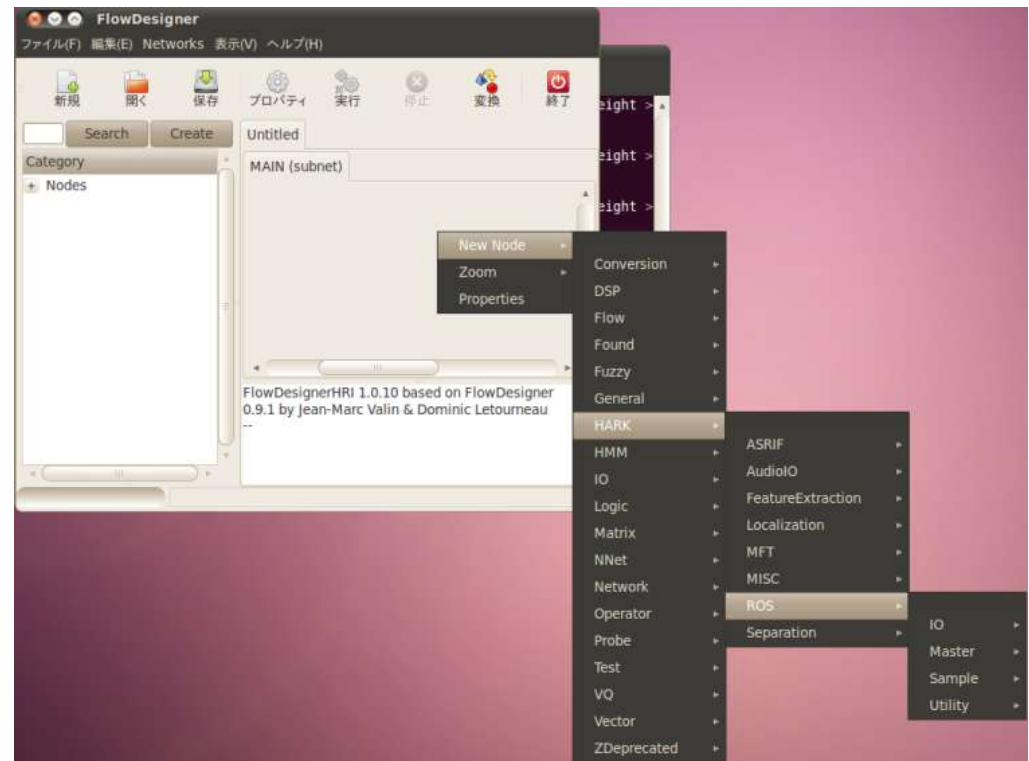 FlowDesigner
ファイル(F) 編集(E) Networks 表示(V) ヘルプ(H)
新規 開く 保存 プロパティ 実行 停止 変換 終了
Search Create
Category
Nodes
Untitled
MAIN (subnet)
eight >
eight >
eight >
New Node
Zoom
Properties
FlowDesignerHRI 1.0.10 based on FlowDesigner
0.9.1 by Jean-Marc Valin & Dominic Letourneau
--
Conversion
DSP
Flow
Found
Fuzzy
General
HARK
HMM
IO
Logic
Matrix
NNet
Network
Operator
Probe
Test
VQ
Vector
ZDeprecated
ASRIF
AudioIO
FeatureExtraction
Localization
MFT
MISC
ROS
Separation
IO
Master
Sample
Utility